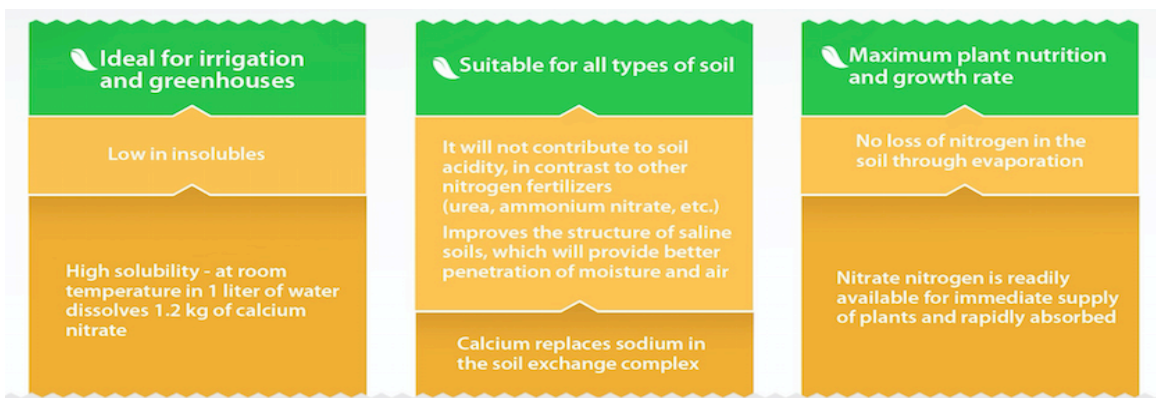 Ideal for irrigation
and greenhouses
Low in insolubles
High solubility - at room
temperature in 1 liter of water
dissolves 1.2 kg of calcium
nitrate
Suitable for all types of soil
It will not contribute to soil
acidity, in contrast to other
nitrogen fertilizers
(urea, ammonium nitrate, etc.)
Improves the structure of saline
soils, which will provide better
penetration of moisture and air
Calcium replaces sodium in
the soil exchange complex
Maximum plant nutrition
and growth rate
No loss of nitrogen in the
soil through evaporation
Nitrate nitrogen is readily
available for immediate supply
of plants and rapidly absorbed